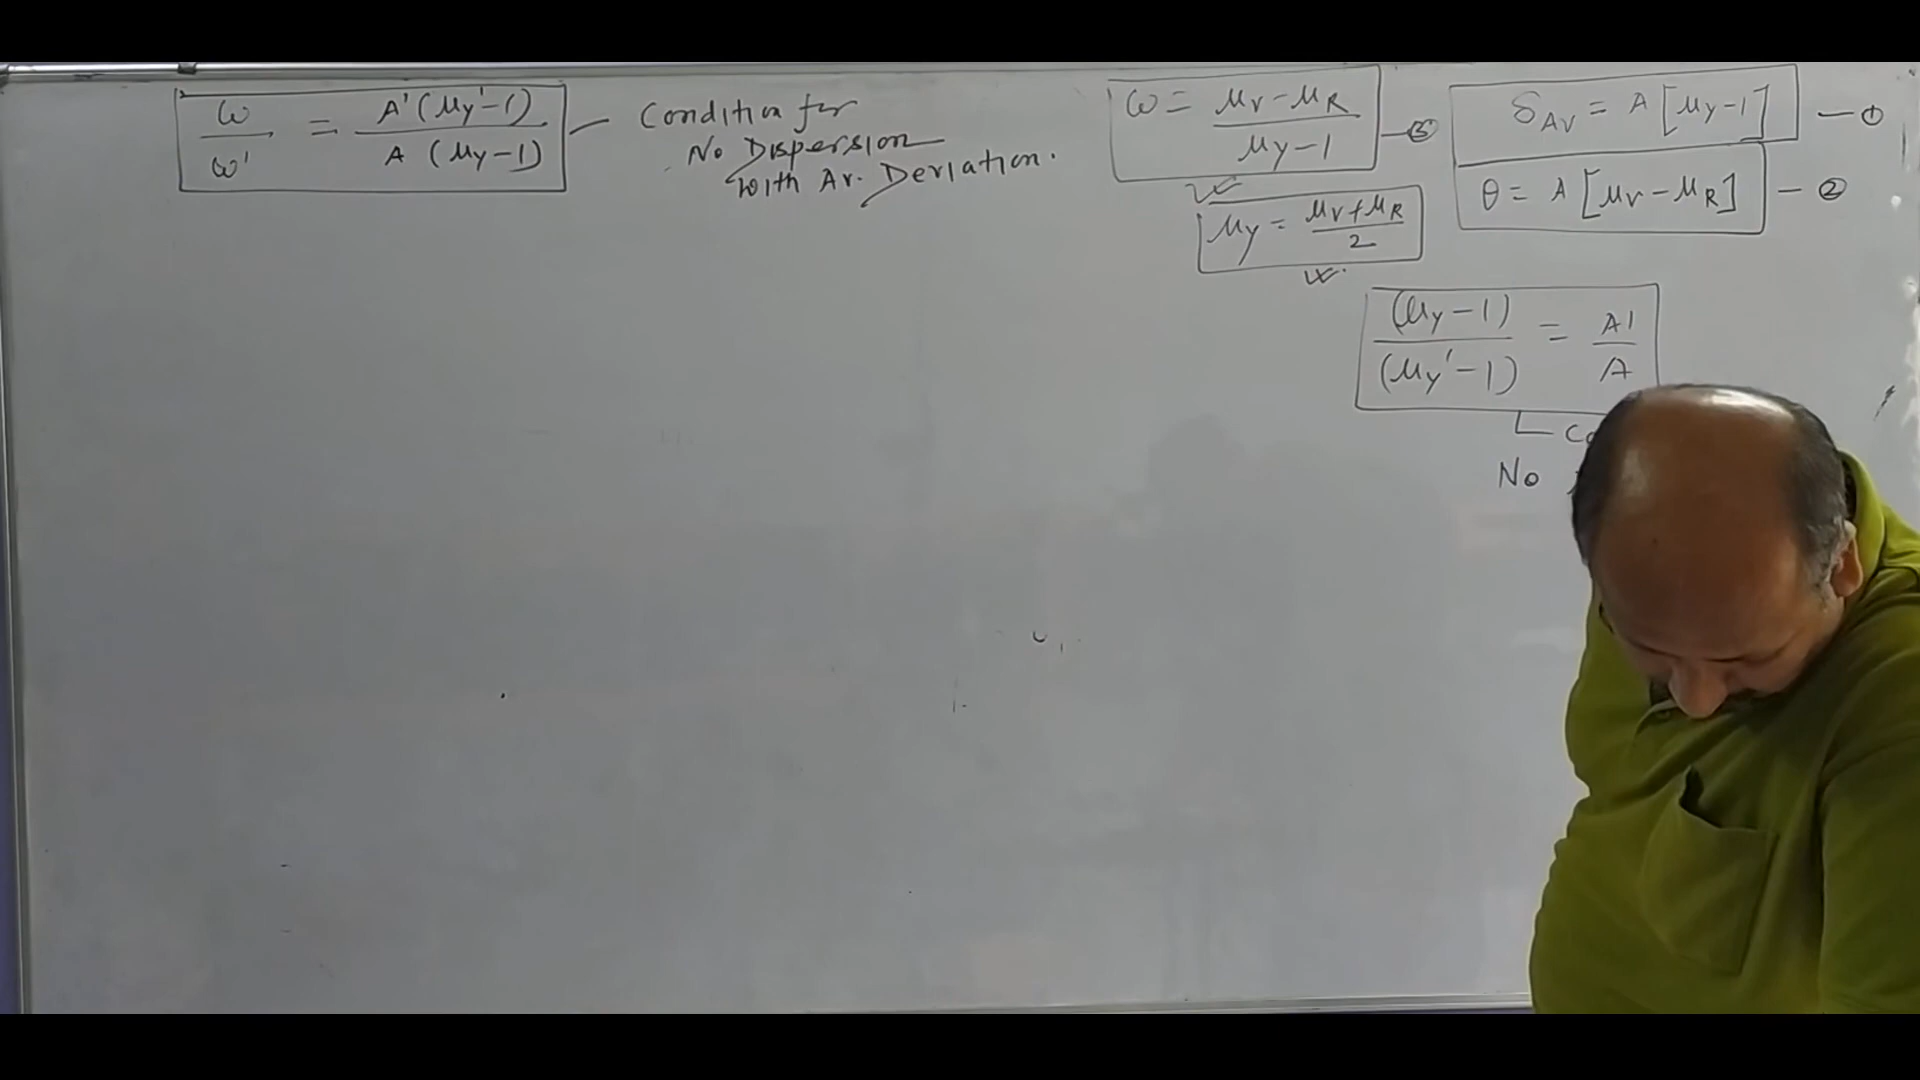 ω/ω' = A'(μy'-1)/A (μy-1) — Condition for
No Dispersion
with Av. Deviation.
ω = μv-μR/μy-1 — ③
μy = μv+μR/2
δAv = A [μy-1] — ①
θ = A [μv-μR] — ②
(μy-1)/(μy'-1) = A'/A
No